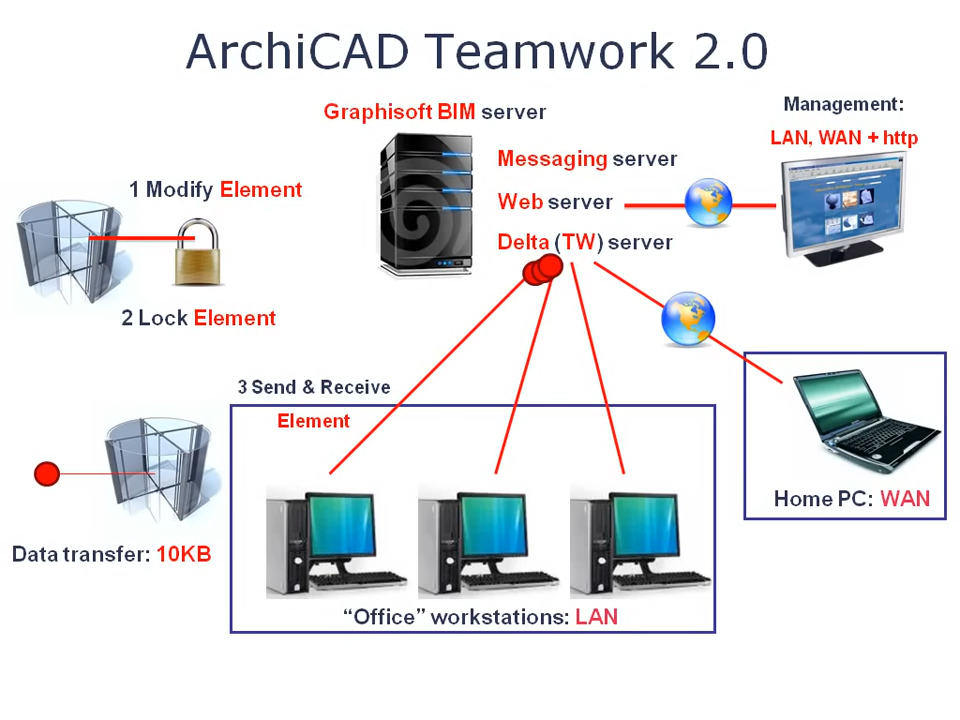 ArchiCAD Teamwork 2.0
Graphisoft BIM server
Management:
LAN, WAN + http
Messaging server
1 Modify Element
Web server
Delta (TW) server
2 Lock Element
3 Send & Receive
Element
Home PC: WAN
Data transfer: 10KB
“Office” workstations: LAN